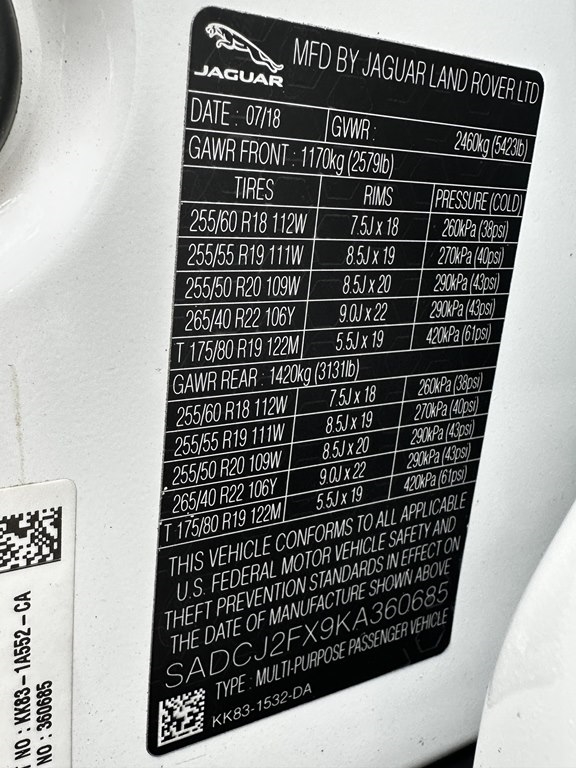 JAGUAR
MFD BY JAGUAR LAND ROVER LTD
DATE : 07/18 GVWR : 2460kg (5423lb)
GAWR FRONT : 1170kg (2579lb)
TIRES RIMS PRESSURE (COLD)
255/60 R18 112W 7.5J x 18 260kPa (38psi)
255/55 R19 111W 8.5J x 19 270kPa (40psi)
255/50 R20 109W 8.5J x 20 290kPa (43psi)
265/40 R22 106Y 9.0J x 22 290kPa (43psi)
T 175/80 R19 122M 5.5J x 19 420kPa (61psi)
GAWR REAR : 1420kg (3131lb)
255/60 R18 112W 7.5J x 18 260kPa (38psi)
255/55 R19 111W 8.5J x 19 270kPa (40psi)
255/50 R20 109W 8.5J x 20 290kPa (43psi)
265/40 R22 106Y 9.0J x 22 290kPa (43psi)
T 175/80 R19 122M 5.5J x 19 420kPa (61psi)
THIS VEHICLE CONFORMS TO ALL APPLICABLE
U.S. FEDERAL MOTOR VEHICLE SAFETY AND
THEFT PREVENTION STANDARDS IN EFFECT ON
THE DATE OF MANUFACTURE SHOWN ABOVE
SADCJ2FX9KA360685
TYPE : MULTI-PURPOSE PASSENGER VEHICLE
KK83-1532-DA
NO : KK83-1A552-CA
NO : 360685